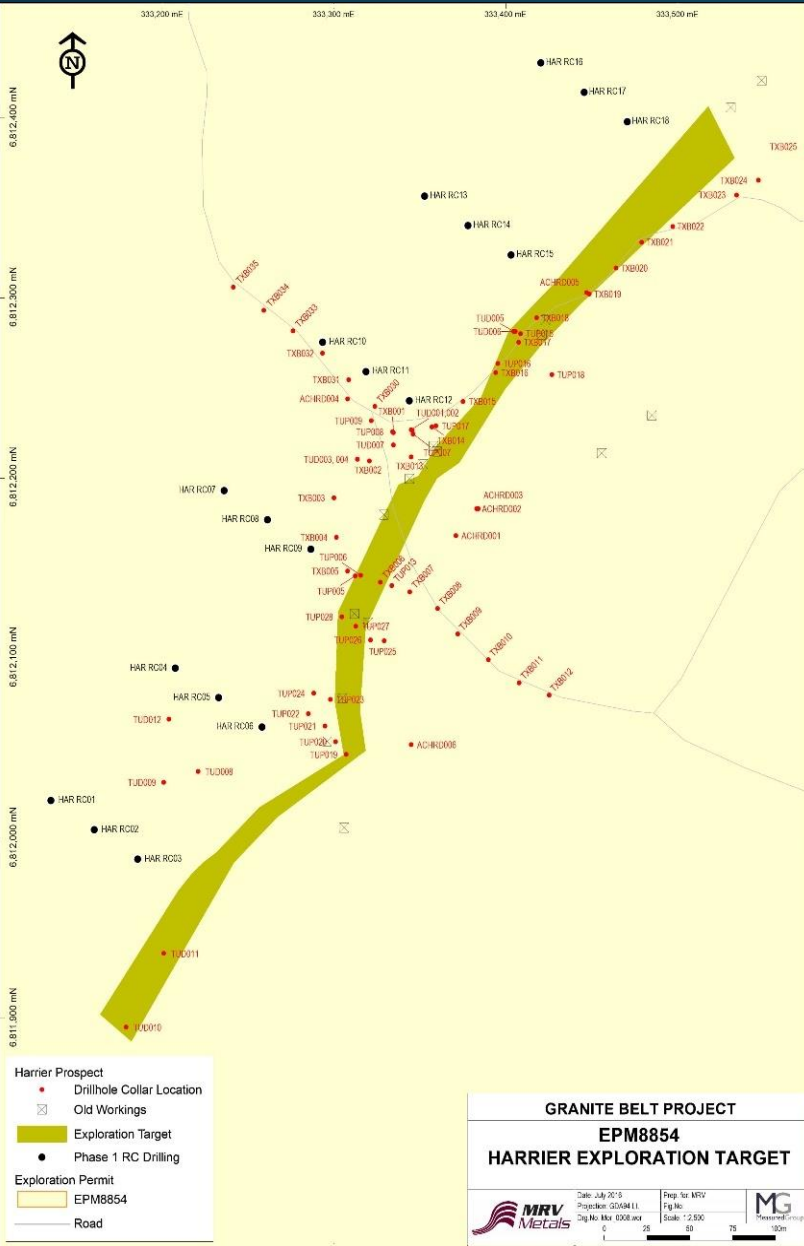 333,200 mE
333,300 mE
333,400 mE
333,500 mE
N
6,812,400 mN
6,812,300 mN
6,812,200 mN
6,812,100 mN
6,812,000 mN
6,811,900 mN
HAR RC16
HAR RC17
HAR RC18
TXB025
TXB024
TXB023
HAR RC13
HAR RC14
TXB022
TXB021
HAR RC15
TXB020
TXB035
ACHRD005
TXB019
TXB034
TXB033
TUD005
TXB018
TUD006
TUP015
TXB017
HAR RC10
TXB032
TUP016
HAR RC11
TXB016
TUP018
TXB031
ACHRD004
TXB030
HAR RC12
TXB015
TXB001
TUD001,002
TUP009
TUP008
TUP017
TUD007
TXB014
TUP007
TUD003, 004
TXB002
TXB013
HAR RC07
TXB003
ACHRD003
ACHRD002
HAR RC08
TXB004
ACHRD001
HAR RC09
TUP006
TXB005
TUP005
TXB006
TUP013
TXB007
TXB008
TUP028
TUP027
TXB009
TUP026
TUP025
TXB010
HAR RC04
TXB011
TXB012
HAR RC05
TUP024
TUP023
TUP022
TUD012
HAR RC06
TUP021
TUP020
ACHRD006
TUP019
TUD008
TUD009
HAR RC01
HAR RC02
HAR RC03
TUD011
TUD010
Harrier Prospect
Drillhole Collar Location
Old Workings
Exploration Target
Phase 1 RC Drilling
Exploration Permit
EPM8854
Road
GRANITE BELT PROJECT
EPM8854
HARRIER EXPLORATION TARGET
MRV
Metals
Date: July 2016
Prep. for: MRV
Projection: GDA94
Fig.No
Scale: 1:2,500
0 25 50 75 100m
MG
MeasuredGroup